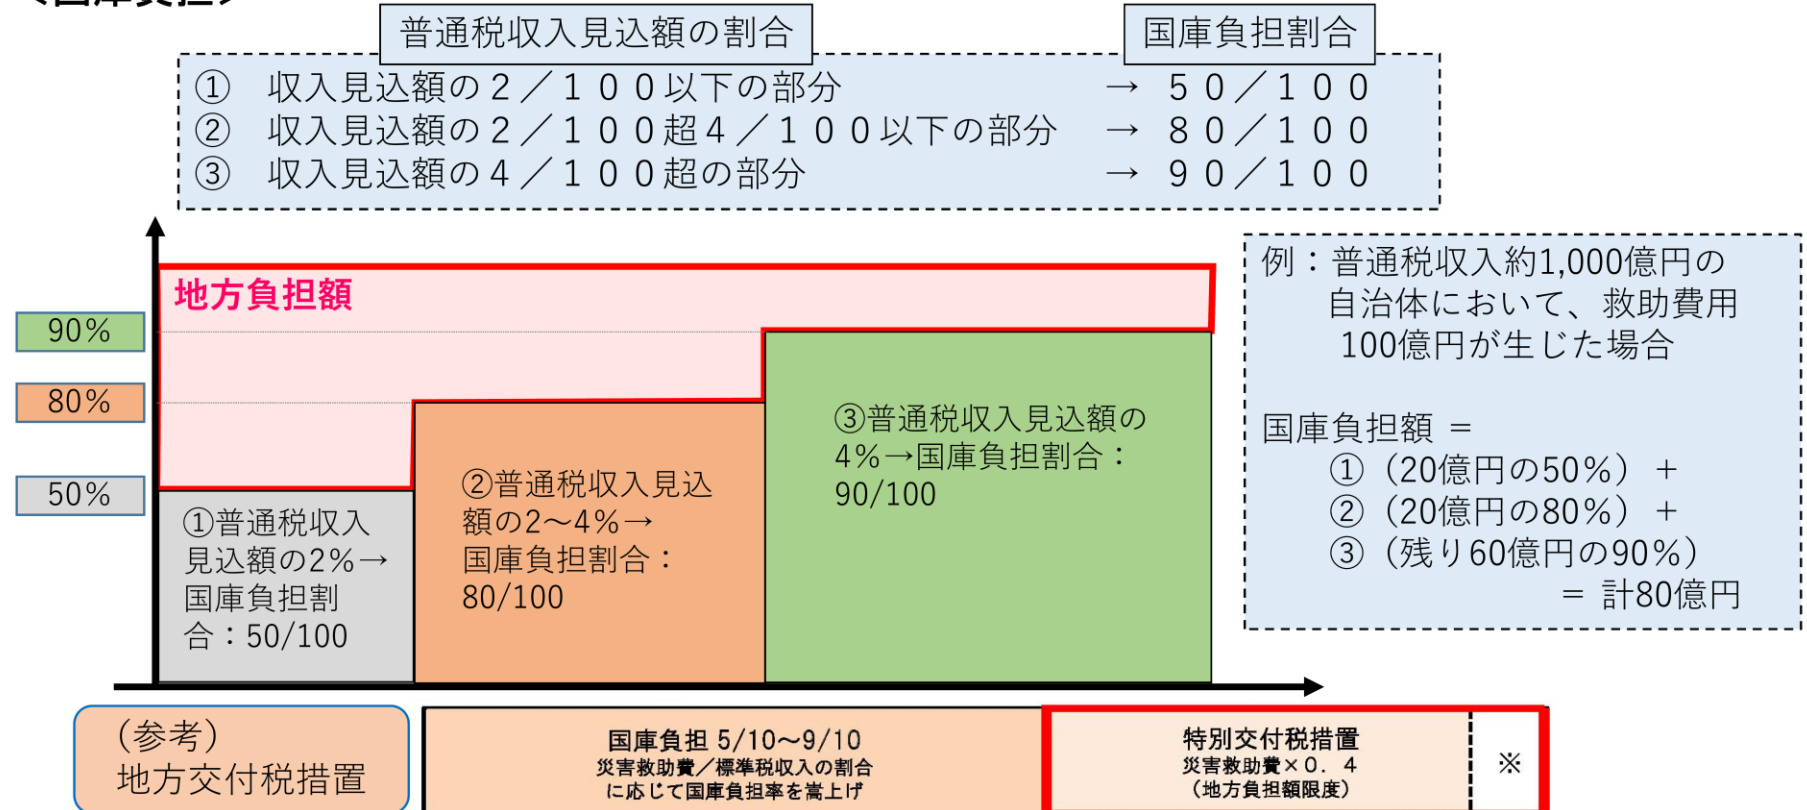 <国庫負担>
普通税収入見込額の割合 国庫負担割合
① 収入見込額の2/100以下の部分 → 50/100
② 収入見込額の2/100超4/100以下の部分 → 80/100
③ 収入見込額の4/100超の部分 → 90/100
地方負担額
90%
80%
50%
①普通税収入
見込額の2%→
国庫負担割
合:50/100
②普通税収入見込
額の2~4%→
国庫負担割合:
80/100
③普通税収入見込額の
4%→国庫負担割合:
90/100
例:普通税収入約1,000億円の
自治体において、救助費用
100億円が生じた場合
国庫負担額 =
①(20億円の50%)+
②(20億円の80%)+
③(残り60億円の90%)
= 計80億円
(参考)
地方交付税措置
国庫負担 5/10~9/10
災害救助費/標準税収入の割合
に応じて国庫負担率を嵩上げ
特別交付税措置
災害救助費×0.4
(地方負担額限度)
※